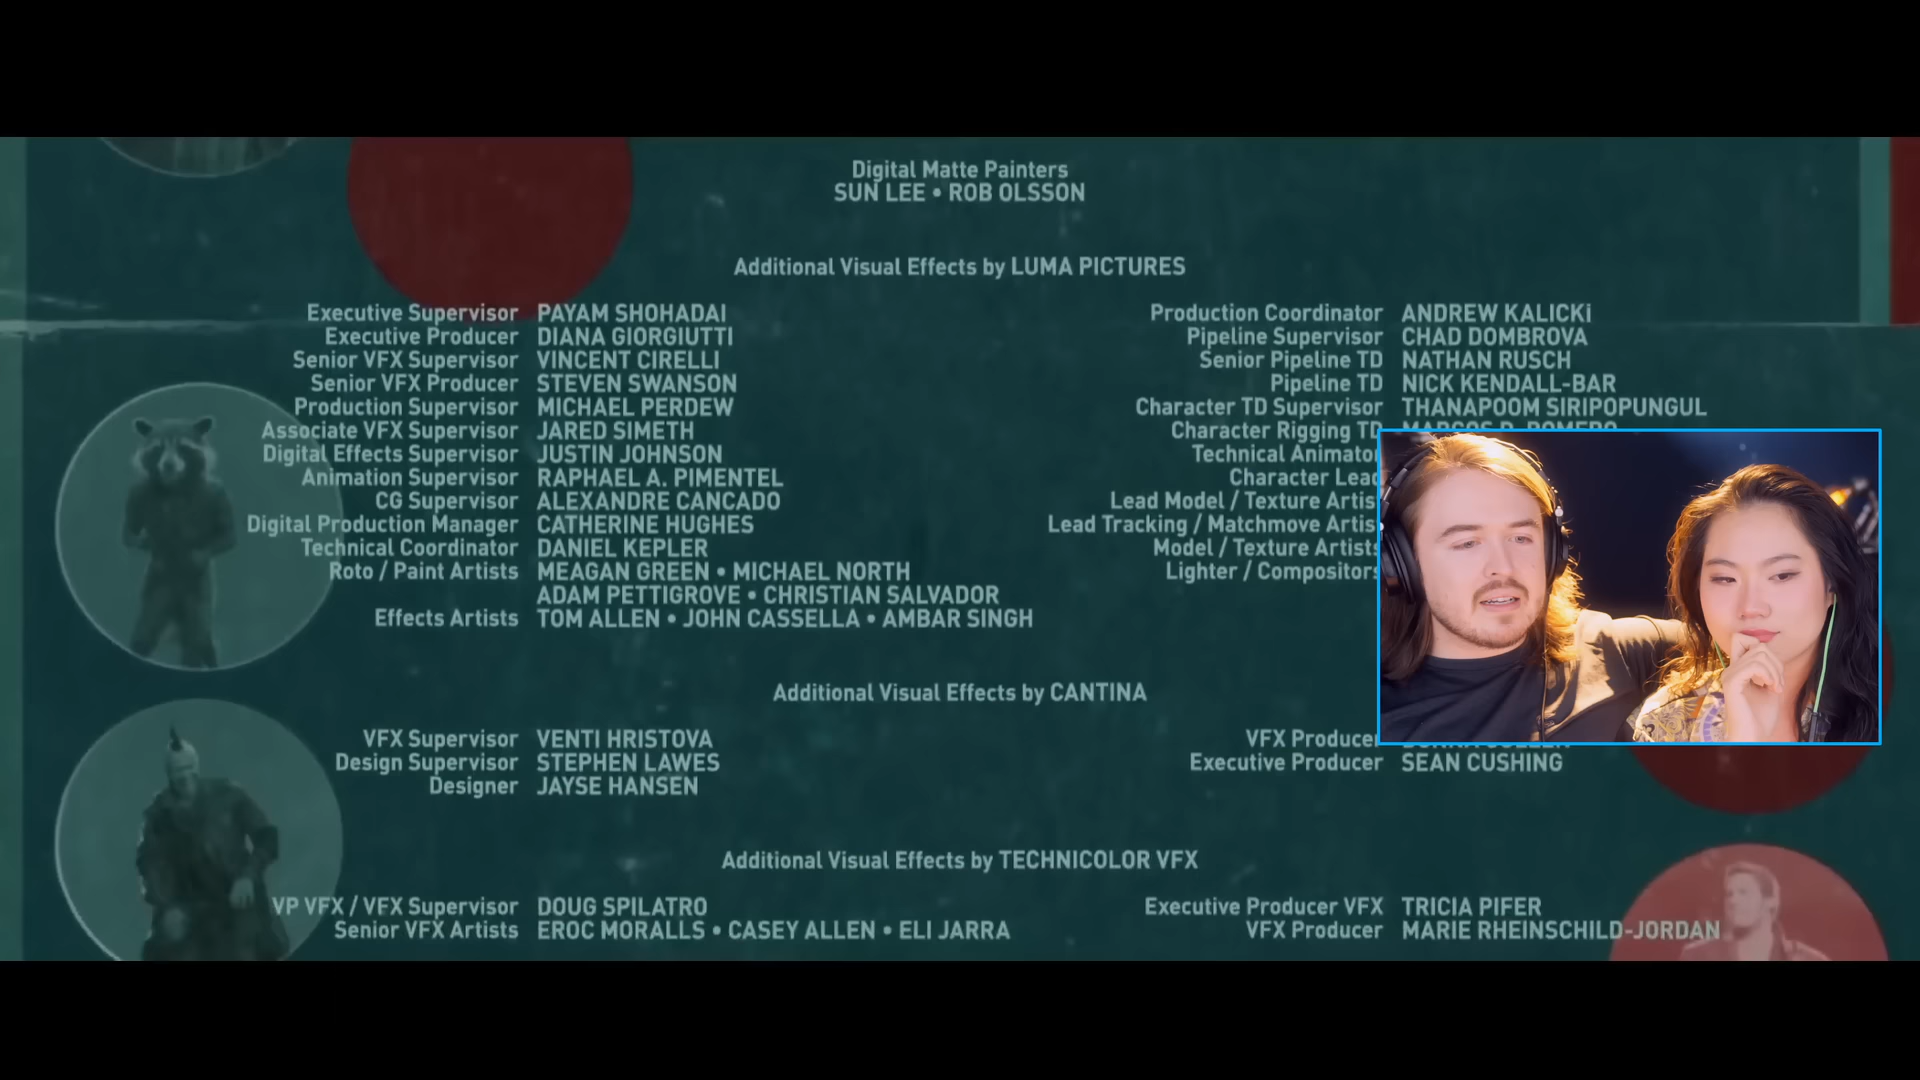 Digital Matte Painters
SUN LEE • ROB OLSSON
Additional Visual Effects by LUMA PICTURES
Executive Supervisor PAYAM SHOHADAI
Executive Producer DIANA GIORGIUTTI
Senior VFX Supervisor VINCENT CIRELLI
Senior VFX Producer STEVEN SWANSON
Production Supervisor MICHAEL PERDEW
Associate VFX Supervisor JARED SIMETH
Digital Effects Supervisor JUSTIN JOHNSON
Animation Supervisor RAPHAEL A. PIMENTEL
CG Supervisor ALEXANDRE CANCADO
Digital Production Manager CATHERINE HUGHES
Technical Coordinator DANIEL KEPLER
Roto / Paint Artists MEAGAN GREEN • MICHAEL NORTH
ADAM PETTIGROVE • CHRISTIAN SALVADOR
Effects Artists TOM ALLEN • JOHN CASSELLA • AMBAR SINGH
Production Coordinator ANDREW KALICKi
Pipeline Supervisor CHAD DOMBROVA
Senior Pipeline TD NATHAN RUSCH
Pipeline TD NICK KENDALL-BAR
Character TD Supervisor THANAPOOM SIRIPOPUNGUL
Character Rigging TD
Technical Animator
Character Lead
Lead Model / Texture Artist
Lead Tracking / Matchmove Artist
Model / Texture Artists
Lighter / Compositors
Additional Visual Effects by CANTINA
VFX Supervisor VENTI HRISTOVA
Design Supervisor STEPHEN LAWES
Designer JAYSE HANSEN
VFX Producer
Executive Producer SEAN CUSHING
Additional Visual Effects by TECHNICOLOR VFX
VP VFX / VFX Supervisor DOUG SPILATRO
Senior VFX Artists EROC MORALLS • CASEY ALLEN • ELI JARRA
Executive Producer VFX TRICIA PIFER
VFX Producer MARIE RHEINSCHILD-JORDAN